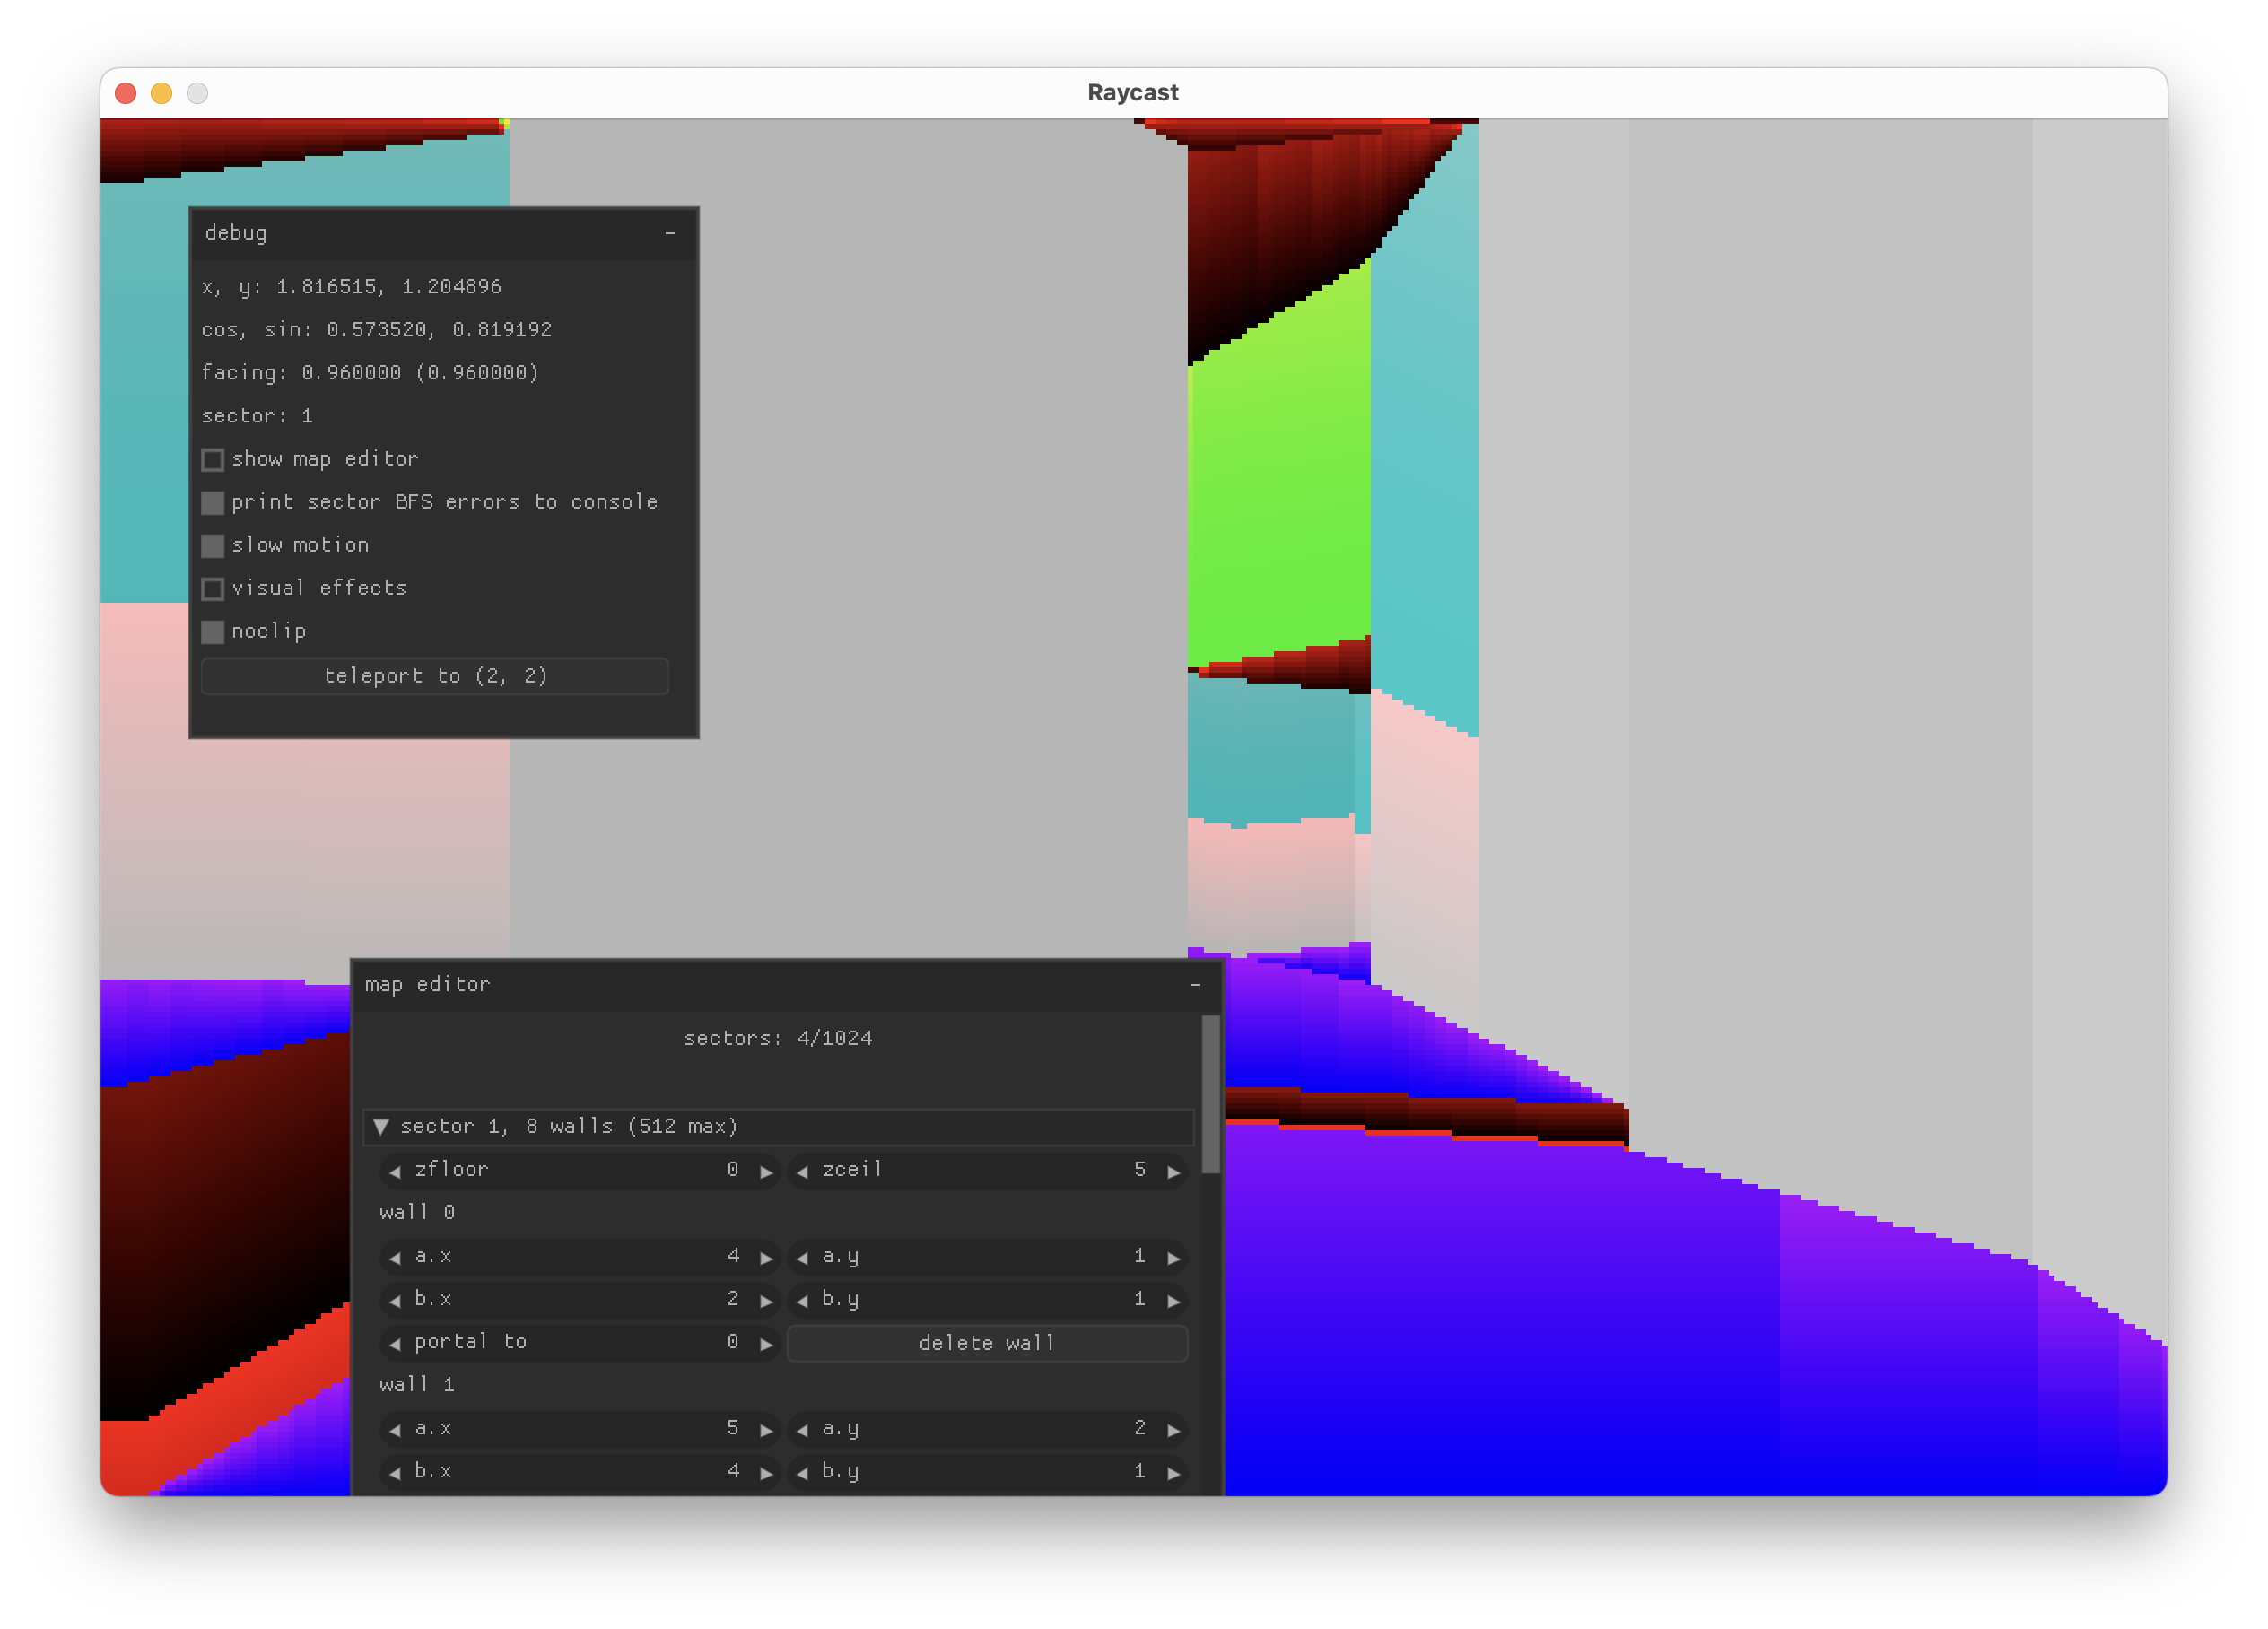 Raycast
debug -
x, y: 1.816515, 1.204896
cos, sin: 0.573520, 0.819192
facing: 0.960000 (0.960000)
sector: 1
show map editor
print sector BFS errors to console
slow motion
visual effects
noclip
teleport to (2, 2)
map editor -
sectors: 4/1024
▼ sector 1, 8 walls (512 max)
◀ zfloor 0 ▶ ◀ zceil 5 ▶
wall 0
◀ a.x 4 ▶ ◀ a.y 1 ▶
◀ b.x 2 ▶ ◀ b.y 1 ▶
◀ portal to 0 ▶ delete wall
wall 1
◀ a.x 5 ▶ ◀ a.y 2 ▶
◀ b.x 4 ▶ ◀ b.y 1 ▶